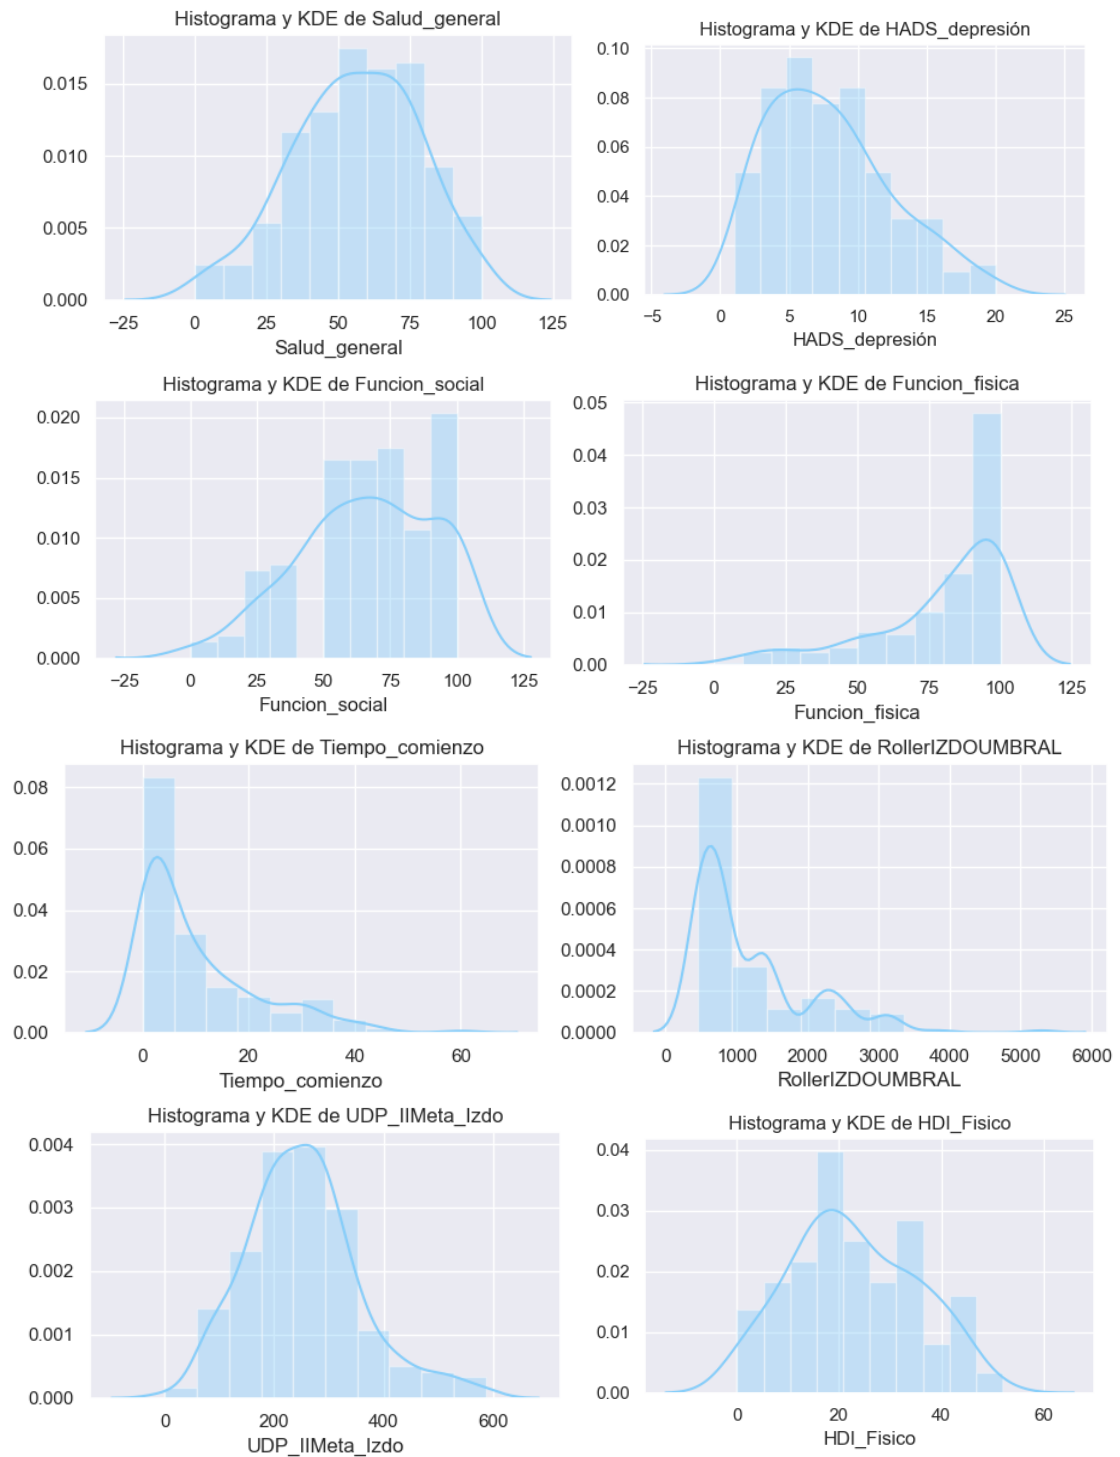 Histograma y KDE de Salud_general
0.015
0.010
0.005
0.000
−25 0 25 50 75 100 125
Salud_general
Histograma y KDE de HADS_depresión
0.10
0.08
0.06
0.04
0.02
0.00
−5 0 5 10 15 20 25
HADS_depresión
Histograma y KDE de Funcion_social
0.020
0.015
0.010
0.005
0.000
−25 0 25 50 75 100 125
Funcion_social
Histograma y KDE de Funcion_fisica
0.05
0.04
0.03
0.02
0.01
0.00
−25 0 25 50 75 100 125
Funcion_fisica
Histograma y KDE de Tiempo_comienzo
0.08
0.06
0.04
0.02
0.00
0 20 40 60
Tiempo_comienzo
Histograma y KDE de RollerIZDOUMBRAL
0.0012
0.0010
0.0008
0.0006
0.0004
0.0002
0.0000
0 1000 2000 3000 4000 5000 6000
RollerIZDOUMBRAL
Histograma y KDE de UDP_IIMeta_Izdo
0.004
0.003
0.002
0.001
0.000
0 200 400 600
UDP_IIMeta_Izdo
Histograma y KDE de HDI_Fisico
0.04
0.03
0.02
0.01
0.00
0 20 40 60
HDI_Fisico